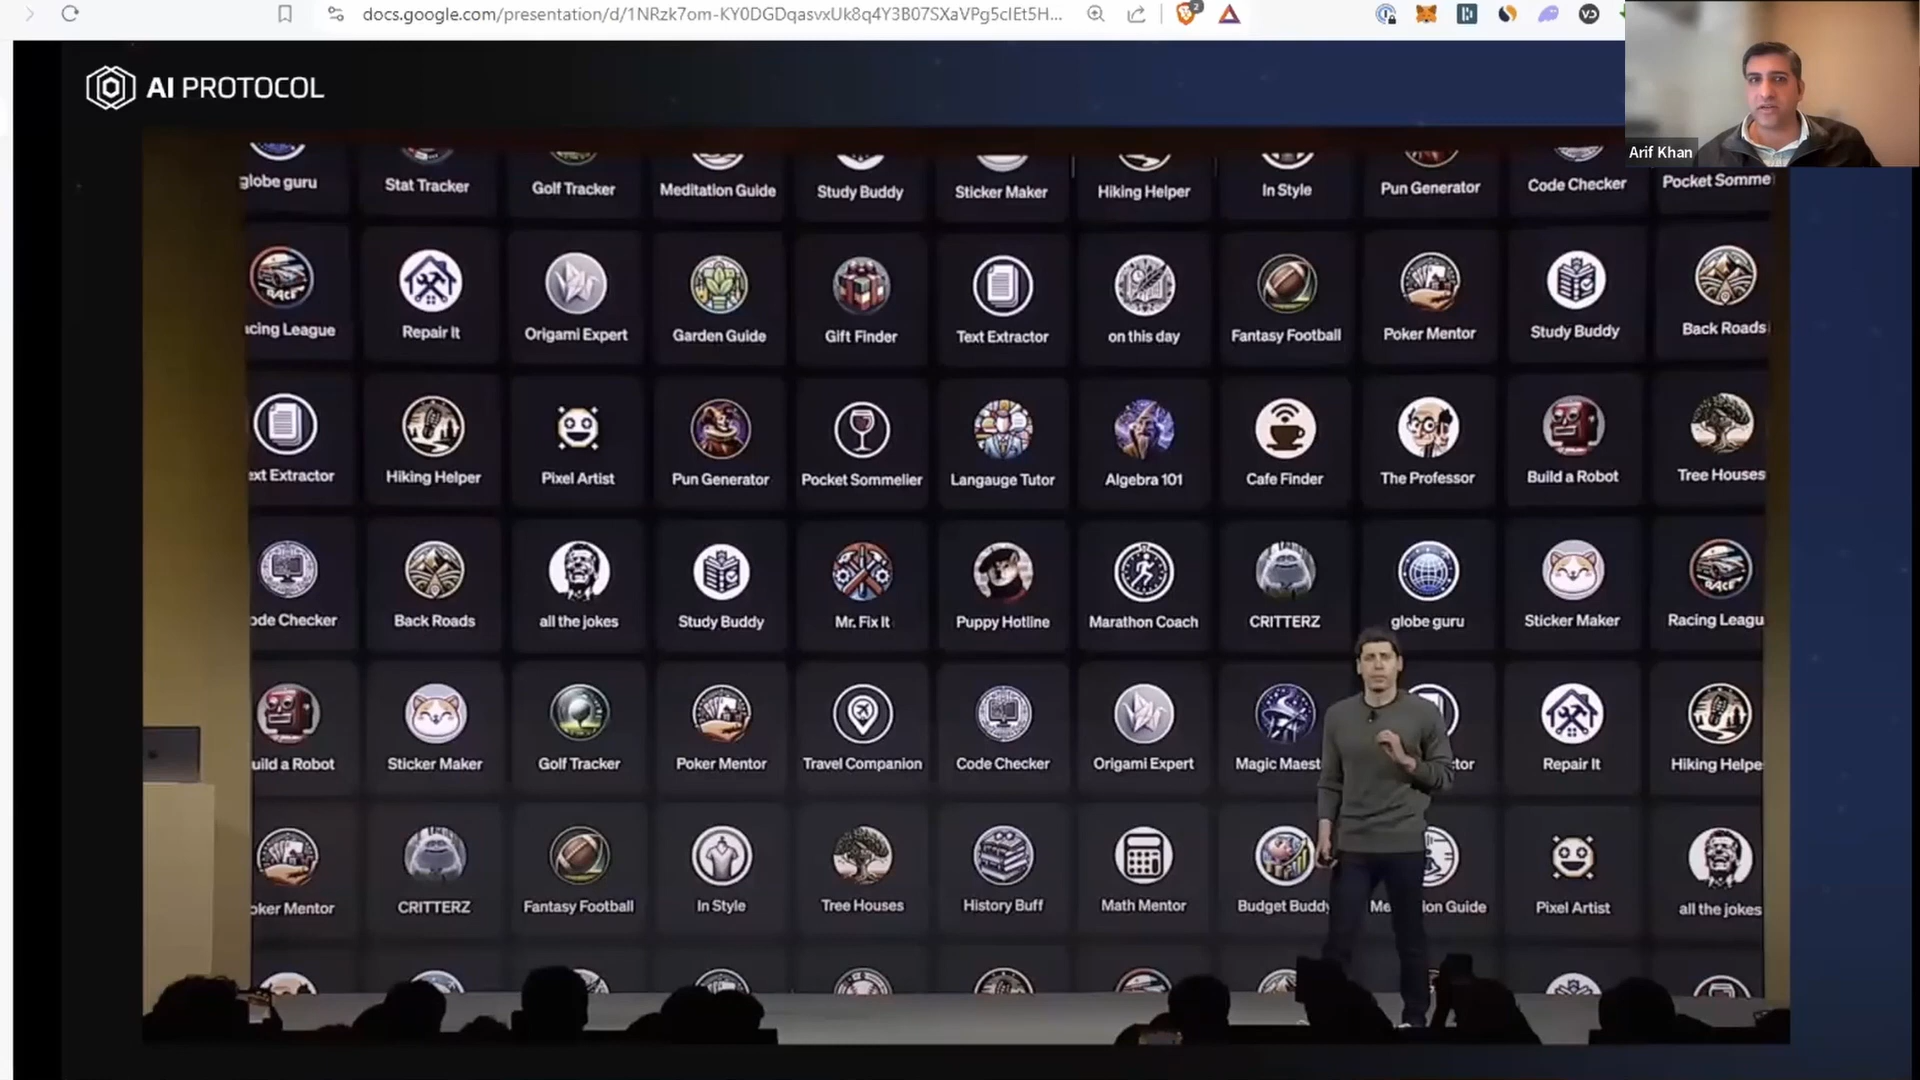 docs.google.com/presentation/d/1NRzk7om-KY0DGDqasvxUk8q4Y3B07SXaVPg5cIEt5H...
2
AI PROTOCOL
Arif Khan
globe guru
Stat Tracker
Golf Tracker
Meditation Guide
Study Buddy
Sticker Maker
Hiking Helper
In Style
Pun Generator
Code Checker
Pocket Somme
acing League
Repair It
Origami Expert
Garden Guide
Gift Finder
Text Extractor
on this day
Fantasy Football
Poker Mentor
Study Buddy
Back Roads
ext Extractor
Hiking Helper
Pixel Artist
Pun Generator
Pocket Sommelier
Langauge Tutor
Algebra 101
Cafe Finder
The Professor
Build a Robot
Tree Houses
ode Checker
Back Roads
all the jokes
Study Buddy
Mr. Fix It
Puppy Hotline
Marathon Coach
CRITTERZ
globe guru
Sticker Maker
Racing Leagu
uild a Robot
Sticker Maker
Golf Tracker
Poker Mentor
Travel Companion
Code Checker
Origami Expert
Magic Maest
ctor
Repair It
Hiking Helpe
oker Mentor
CRITTERZ
Fantasy Football
In Style
Tree Houses
History Buff
Math Mentor
Budget Buddy
Me ion Guide
Pixel Artist
all the jokes